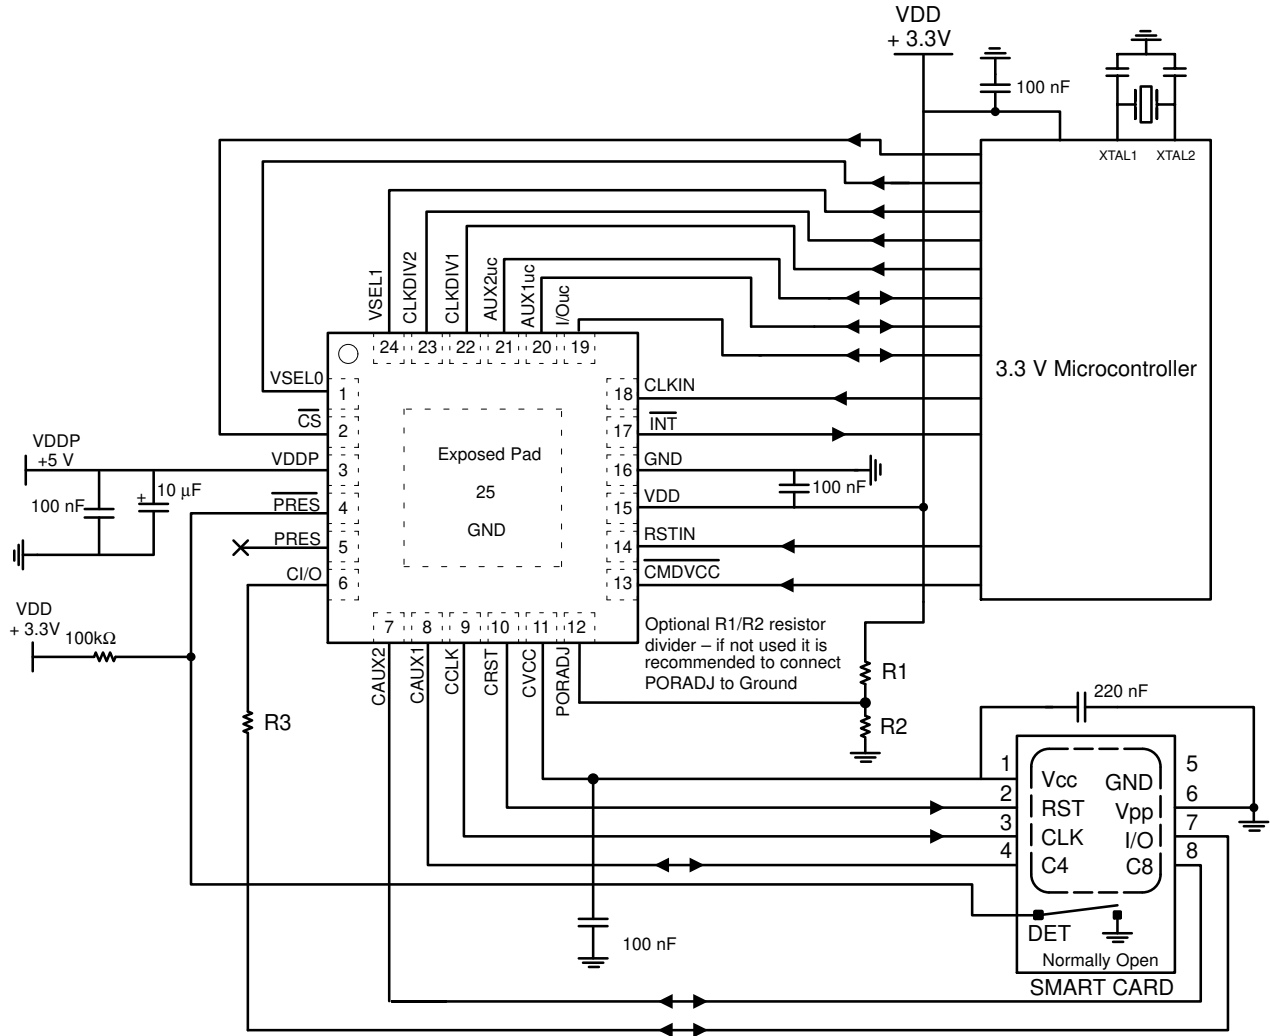 VDD
+ 3.3V
100 nF
XTAL1
XTAL2
3.3 V Microcontroller
VSEL1
CLKDIV2
CLKDIV1
AUX2uc
AUX1uc
I/Ouc
24
23
22
21
20
19
VSEL0
1
CS
2
VDDP
3
PRES
4
PRES
5
CI/O
6
VDDP
+5 V
100 nF
+
10 μF
VDD
+ 3.3V
100kΩ
Exposed Pad
25
GND
18
CLKIN
17
INT
16
GND
15
VDD
14
RSTIN
13
CMDVCC
100 nF
7
8
9
10
11
12
CAUX2
CAUX1
CCLK
CRST
CVCC
PORADJ
Optional R1/R2 resistor
divider – if not used it is
recommended to connect
PORADJ to Ground
R1
R2
R3
220 nF
100 nF
1
2
3
4
Vcc
RST
CLK
C4
GND
Vpp
I/O
C8
5
6
7
8
DET
Normally Open
SMART CARD